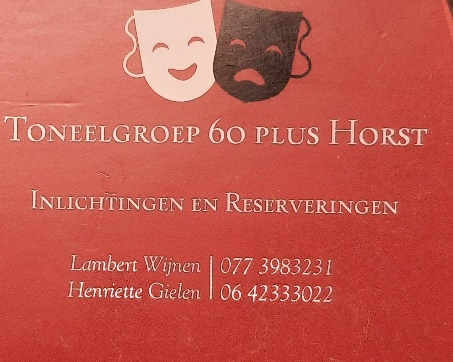 Toneelgroep 60 plus Horst
Inlichtingen en Reserveringen
Lambert Wijnen | 077 3983231
Henriette Gielen | 06 42333022